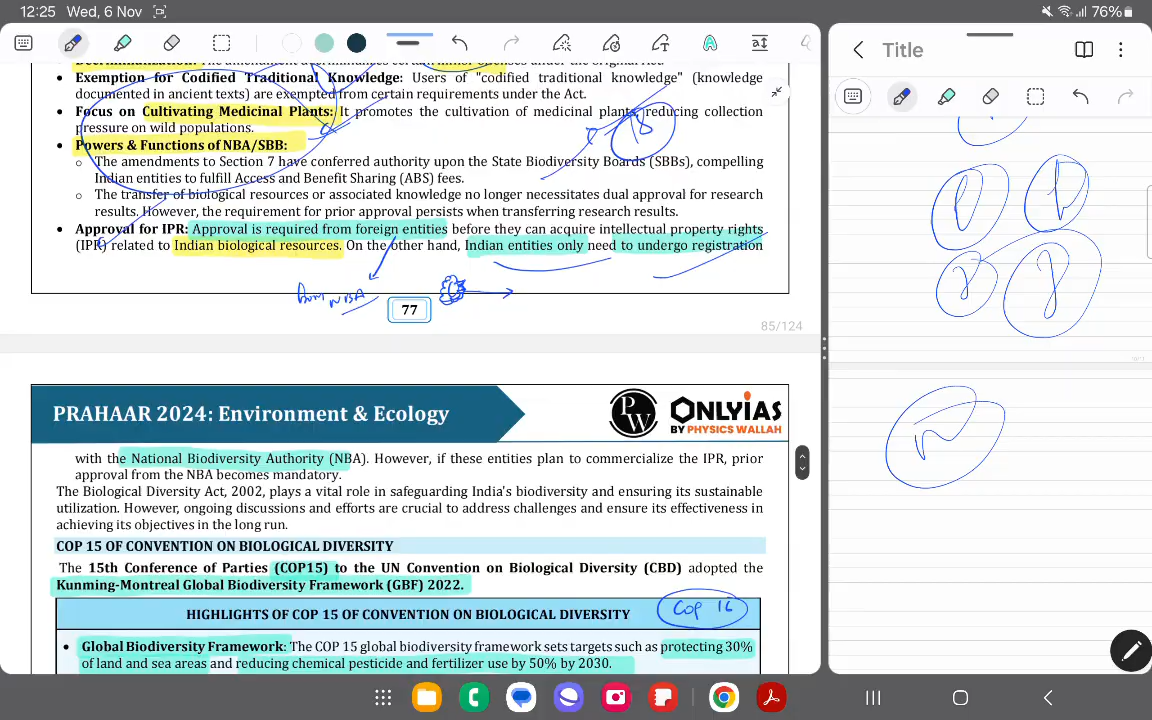 12:25 Wed, 6 Nov
76%
Title
• Exemption for Codified Traditional Knowledge: Users of "codified traditional knowledge" (knowledge
documented in ancient texts) are exempted from certain requirements under the Act.
• Focus on Cultivating Medicinal Plants: It promotes the cultivation of medicinal plants, reducing collection
pressure on wild populations.
18
• Powers & Functions of NBA/SBB:
o The amendments to Section 7 have conferred authority upon the State Biodiversity Boards (SBBs), compelling
Indian entities to fulfill Access and Benefit Sharing (ABS) fees.
o The transfer of biological resources or associated knowledge no longer necessitates dual approval for research
results. However, the requirement for prior approval persists when transferring research results.
• Approval for IPR: Approval is required from foreign entities before they can acquire intellectual property rights
(IPR) related to Indian biological resources. On the other hand, Indian entities only need to undergo registration
from NBA
77
85/124
PRAHAAR 2024: Environment & Ecology
PW
ONLYIAS
BY PHYSICS WALLAH
with the National Biodiversity Authority (NBA). However, if these entities plan to commercialize the IPR, prior
approval from the NBA becomes mandatory.
The Biological Diversity Act, 2002, plays a vital role in safeguarding India's biodiversity and ensuring its sustainable
utilization. However, ongoing discussions and efforts are crucial to address challenges and ensure its effectiveness in
achieving its objectives in the long run.
COP 15 OF CONVENTION ON BIOLOGICAL DIVERSITY
The 15th Conference of Parties (COP15) to the UN Convention on Biological Diversity (CBD) adopted the
Kunming-Montreal Global Biodiversity Framework (GBF) 2022.
HIGHLIGHTS OF COP 15 OF CONVENTION ON BIOLOGICAL DIVERSITY
Cop 16
• Global Biodiversity Framework: The COP 15 global biodiversity framework sets targets such as protecting 30%
of land and sea areas and reducing chemical pesticide and fertilizer use by 50% by 2030.